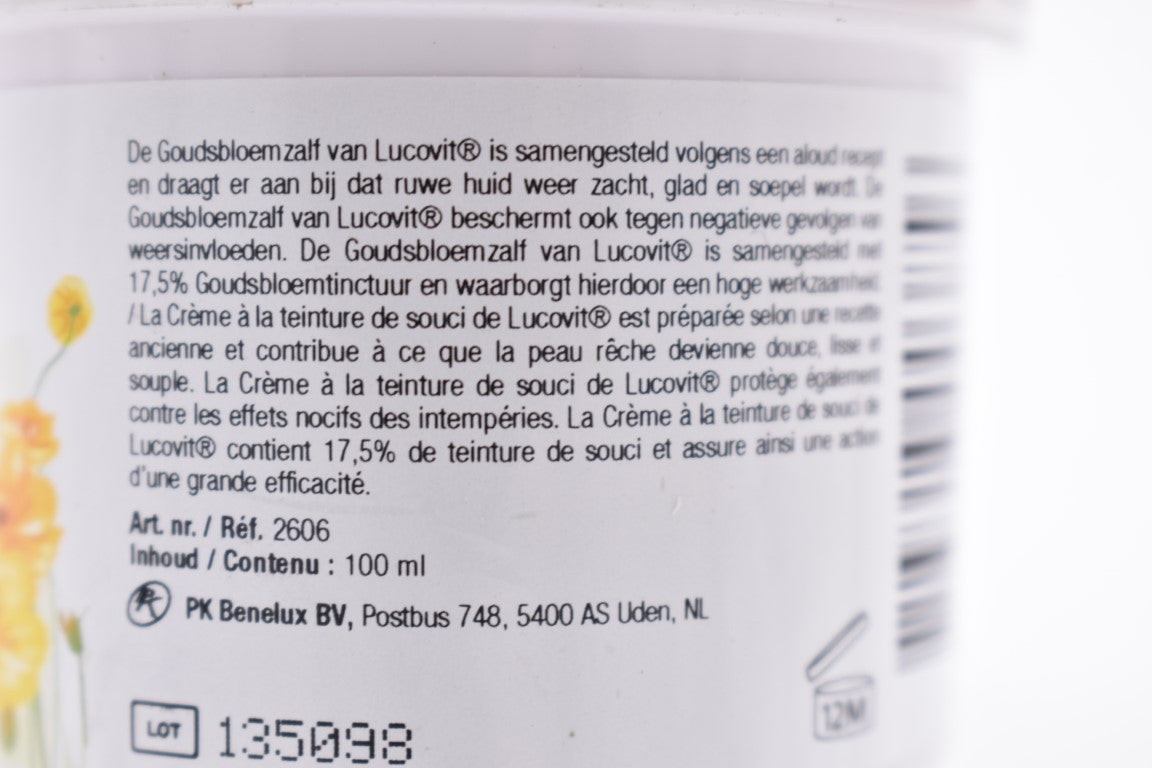 De Goudsbloemzalf van Lucovit® is samengesteld volgens een aloud recept
en draagt er aan bij dat ruwe huid weer zacht, glad en soepel wordt. De
Goudsbloemzalf van Lucovit® beschermt ook tegen negatieve gevolgen van
weersinvloeden. De Goudsbloemzalf van Lucovit® is samengesteld met
17,5% Goudsbloemtinctuur en waarborgt hierdoor een hoge werkzaamheid.
/ La Crème à la teinture de souci de Lucovit® est préparée selon une recette
ancienne et contribue à ce que la peau rêche devienne douce, lisse et
souple. La Crème à la teinture de souci de Lucovit® protège également
contre les effets nocifs des intempéries. La Crème à la teinture de souci de
Lucovit® contient 17,5% de teinture de souci et assure ainsi une action
d'une grande efficacité.
Art. nr. / Réf. 2606
Inhoud / Contenu : 100 ml
PK Benelux BV, Postbus 748, 5400 AS Uden, NL
12M
LOT 135098